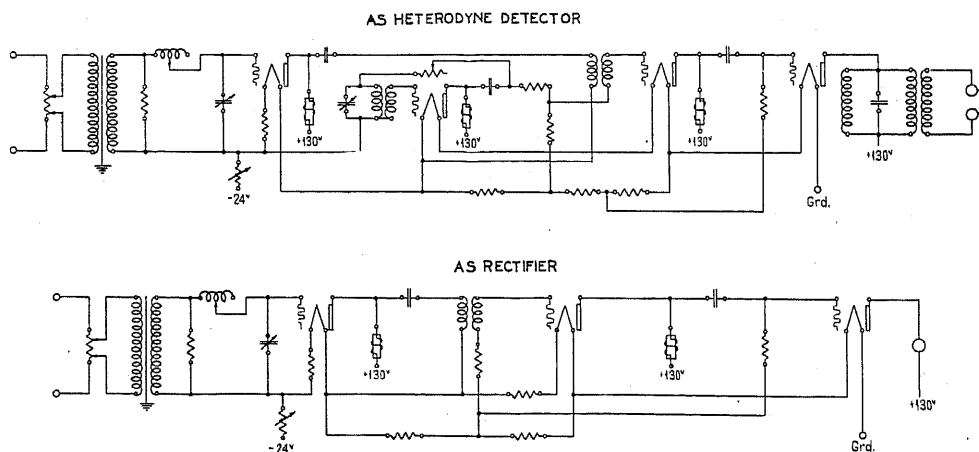 AS HETERODYNE DETECTOR
+130ᵛ
+130ᵛ
+130ᵛ
+130ᵛ
-24ᵛ
Grd.
AS RECTIFIER
+130ᵛ
+130ᵛ
+130ᵛ
-24ᵛ
Grd.